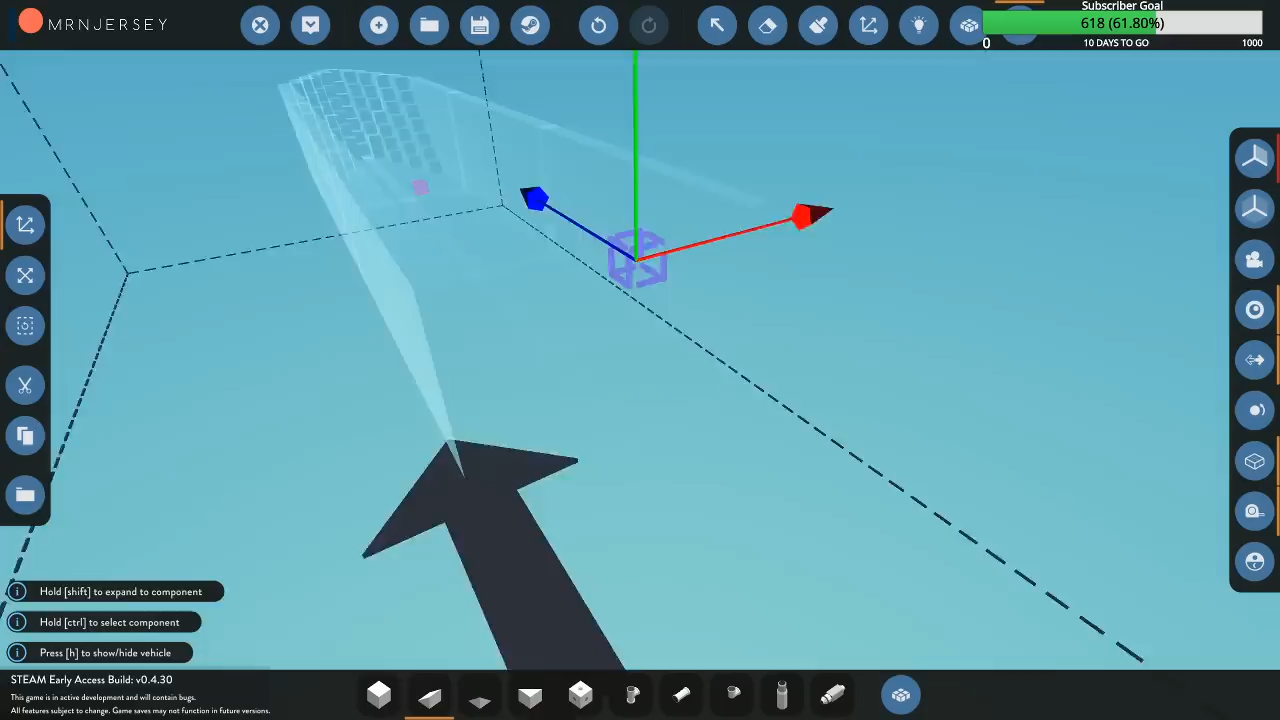 MRNJERSEY
Subscriber Goal
618 (61.80%)
0
10 DAYS TO GO
1000
Hold [shift] to expand to component
Hold [ctrl] to select component
Press [h] to show/hide vehicle
STEAM Early Access Build: v0.4.30
This game is in active development and will contain bugs.
All features subject to change. Game saves may not function in future versions.